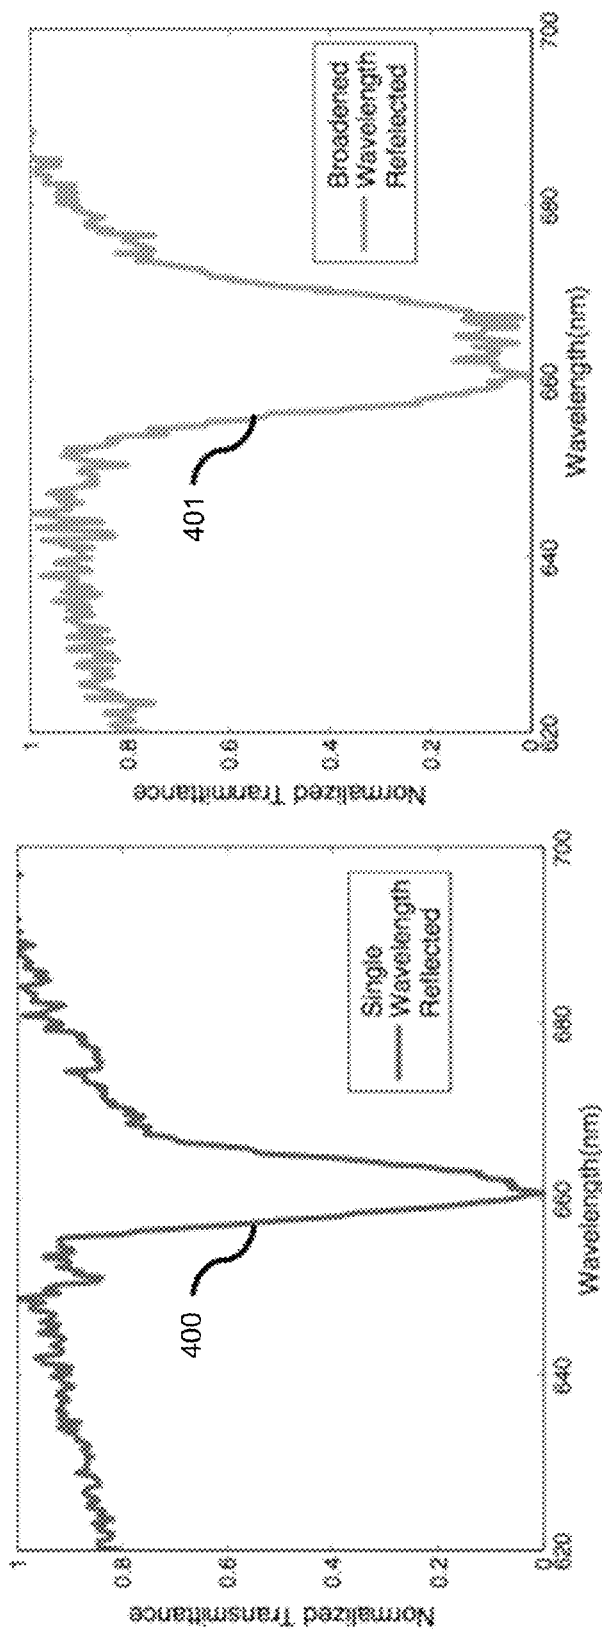 1
0.8
0.6
0.4
0.2
0
Normalized Transmittance
620
640
660
680
700
Wavelength(nm)
400
Single
Wavelength
Reflected
1
0.8
0.6
0.4
0.2
0
Normalized Tranmittance
620
640
660
680
700
Wavelength(nm)
401
Broadened
Wavelength
Refelected